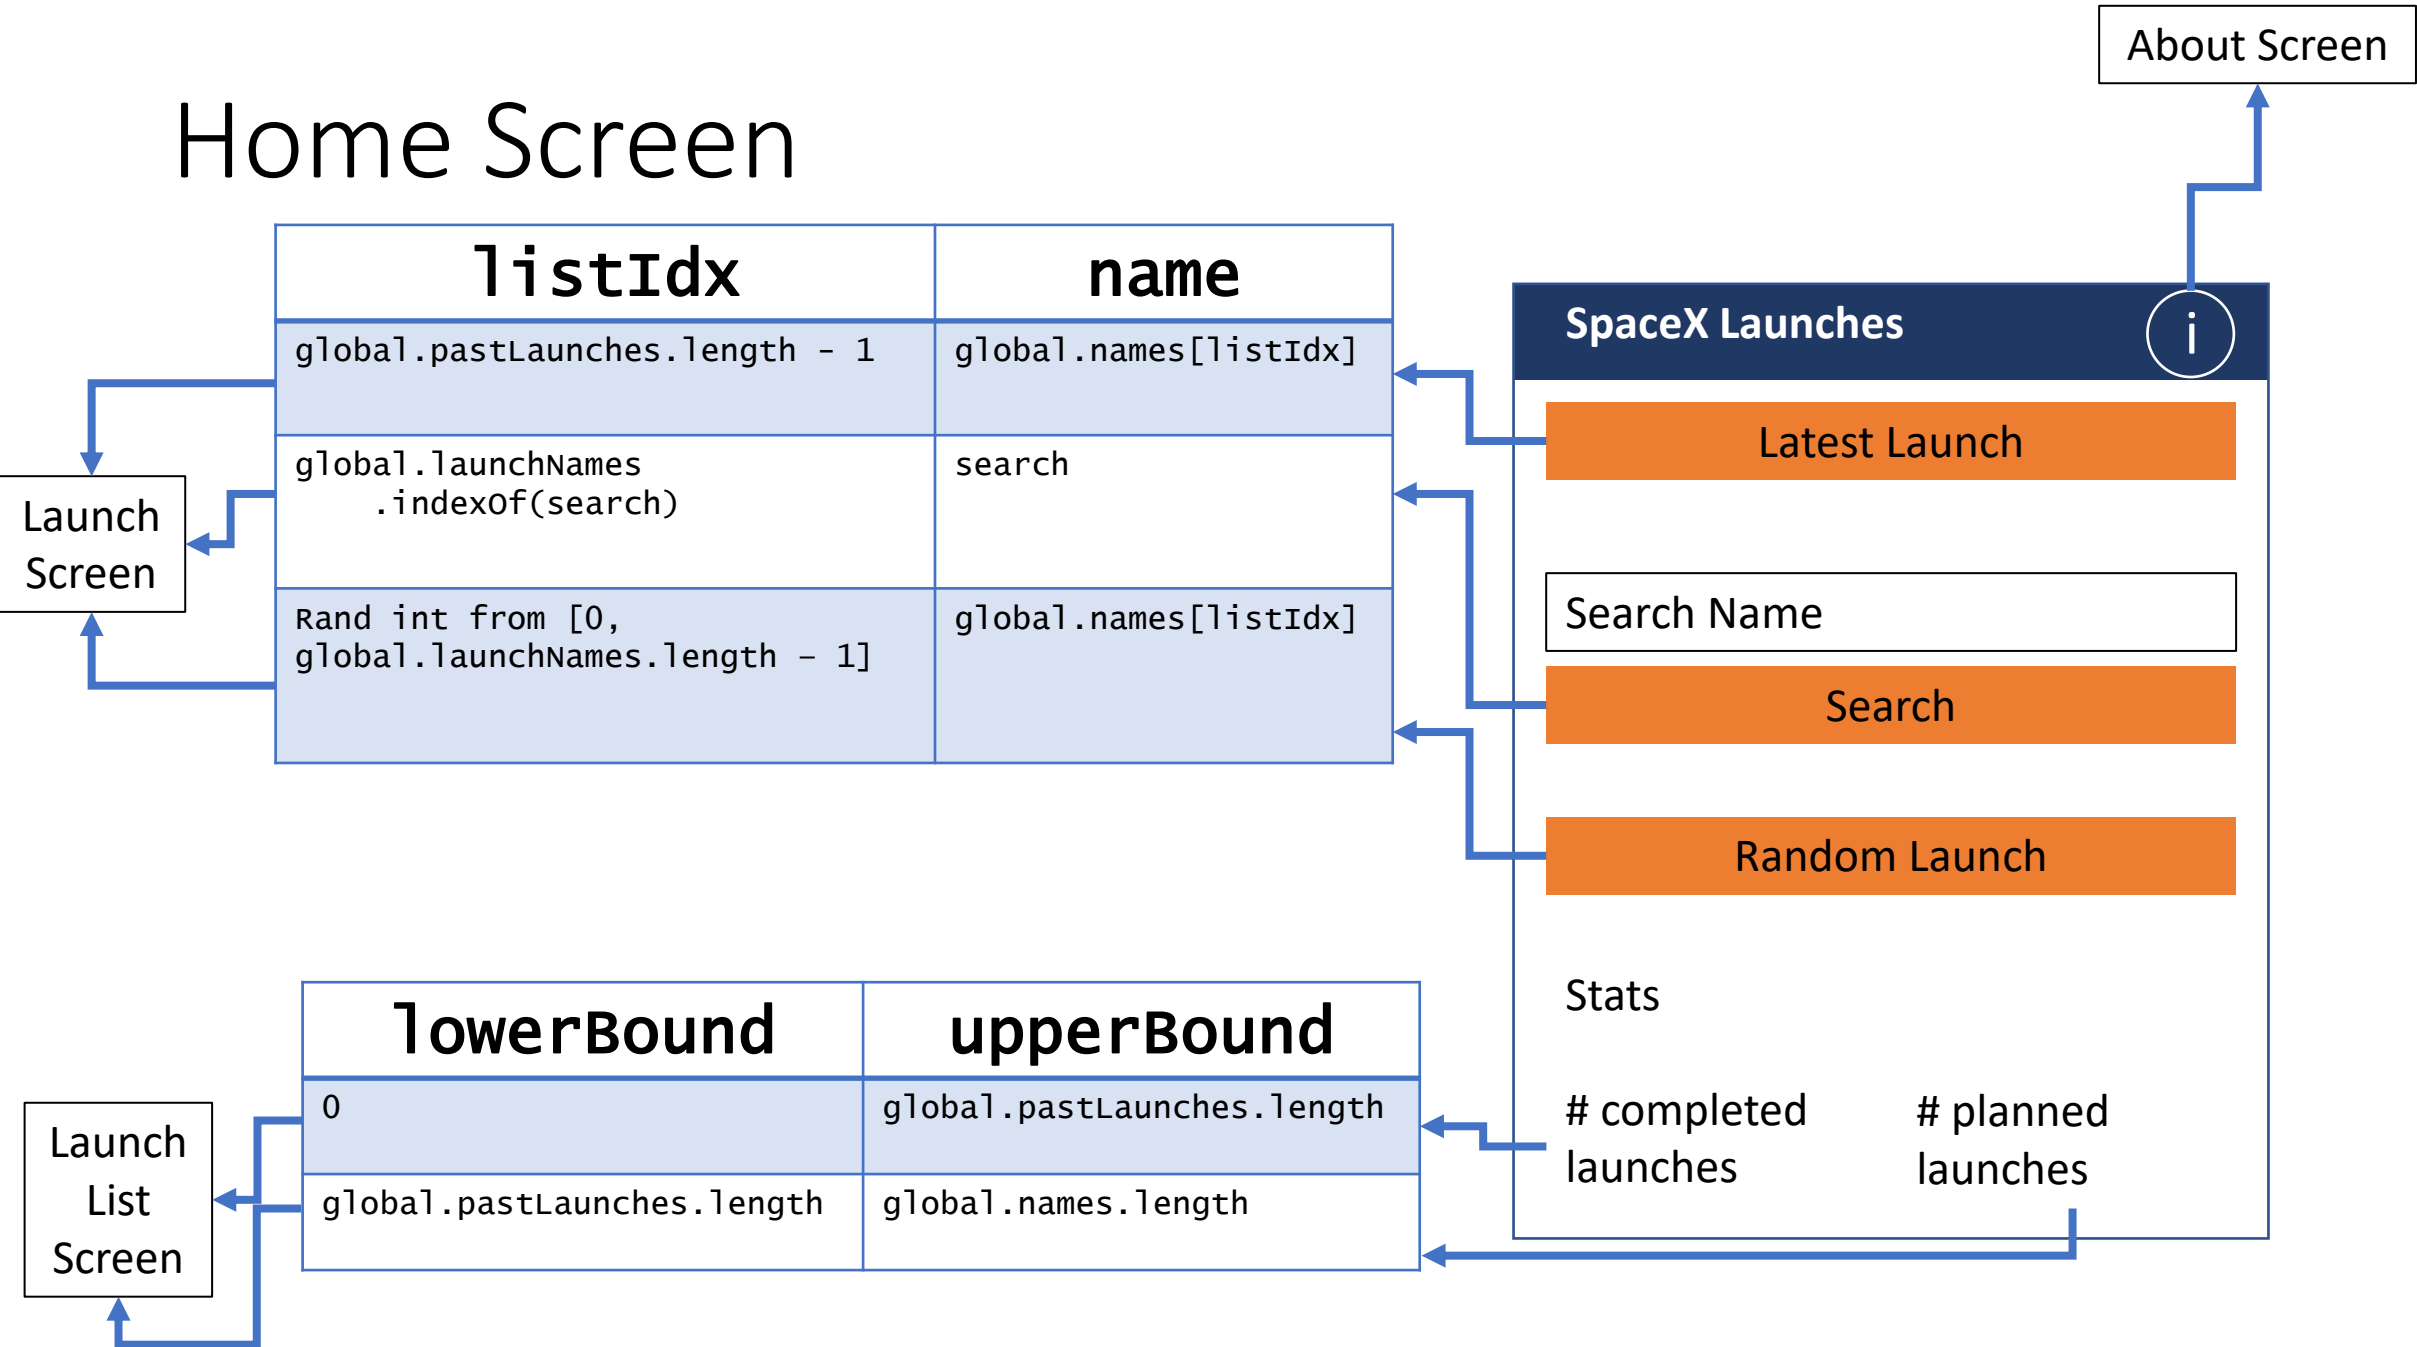 About Screen
Home Screen
listIdx
name
global.pastLaunches.length - 1
global.names[listIdx]
global.launchNames
.indexOf(search)
search
Rand int from [0,
global.launchNames.length – 1]
global.names[listIdx]
Launch
Screen
SpaceX Launches
i
Latest Launch
Search Name
Search
Random Launch
Stats
# completed
launches
# planned
launches
lowerBound
upperBound
0
global.pastLaunches.length
global.pastLaunches.length
global.names.length
Launch
List
Screen